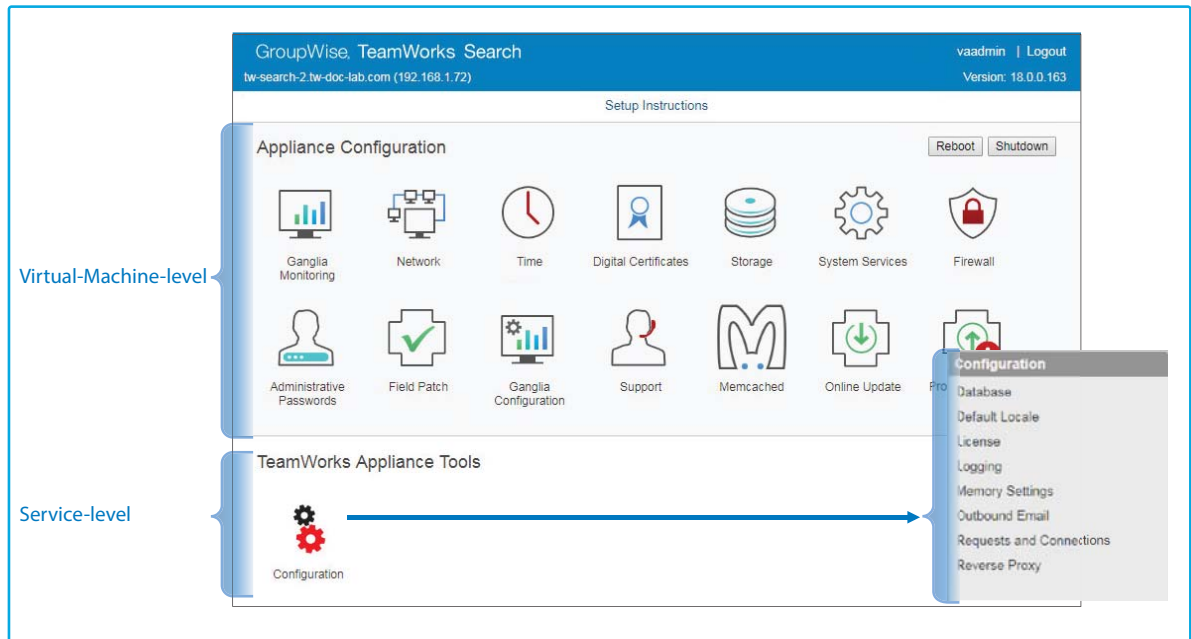 GroupWise, TeamWorks Search
vaadmin | Logout
tw-search-2.tw-doc-lab.com (192.168.1.72)
Version: 18.0.0.163
Setup Instructions
Appliance Configuration
Reboot
Shutdown
Virtual-Machine-level
Ganglia
Monitoring
Network
Time
Digital Certificates
Storage
System Services
Firewall
Administrative
Passwords
Field Patch
Ganglia
Configuration
Support
Memcached
Online Update
TeamWorks Appliance Tools
Service-level
Configuration
Configuration
Database
Default Locale
License
Logging
Memory Settings
Outbound Email
Requests and Connections
Reverse Proxy